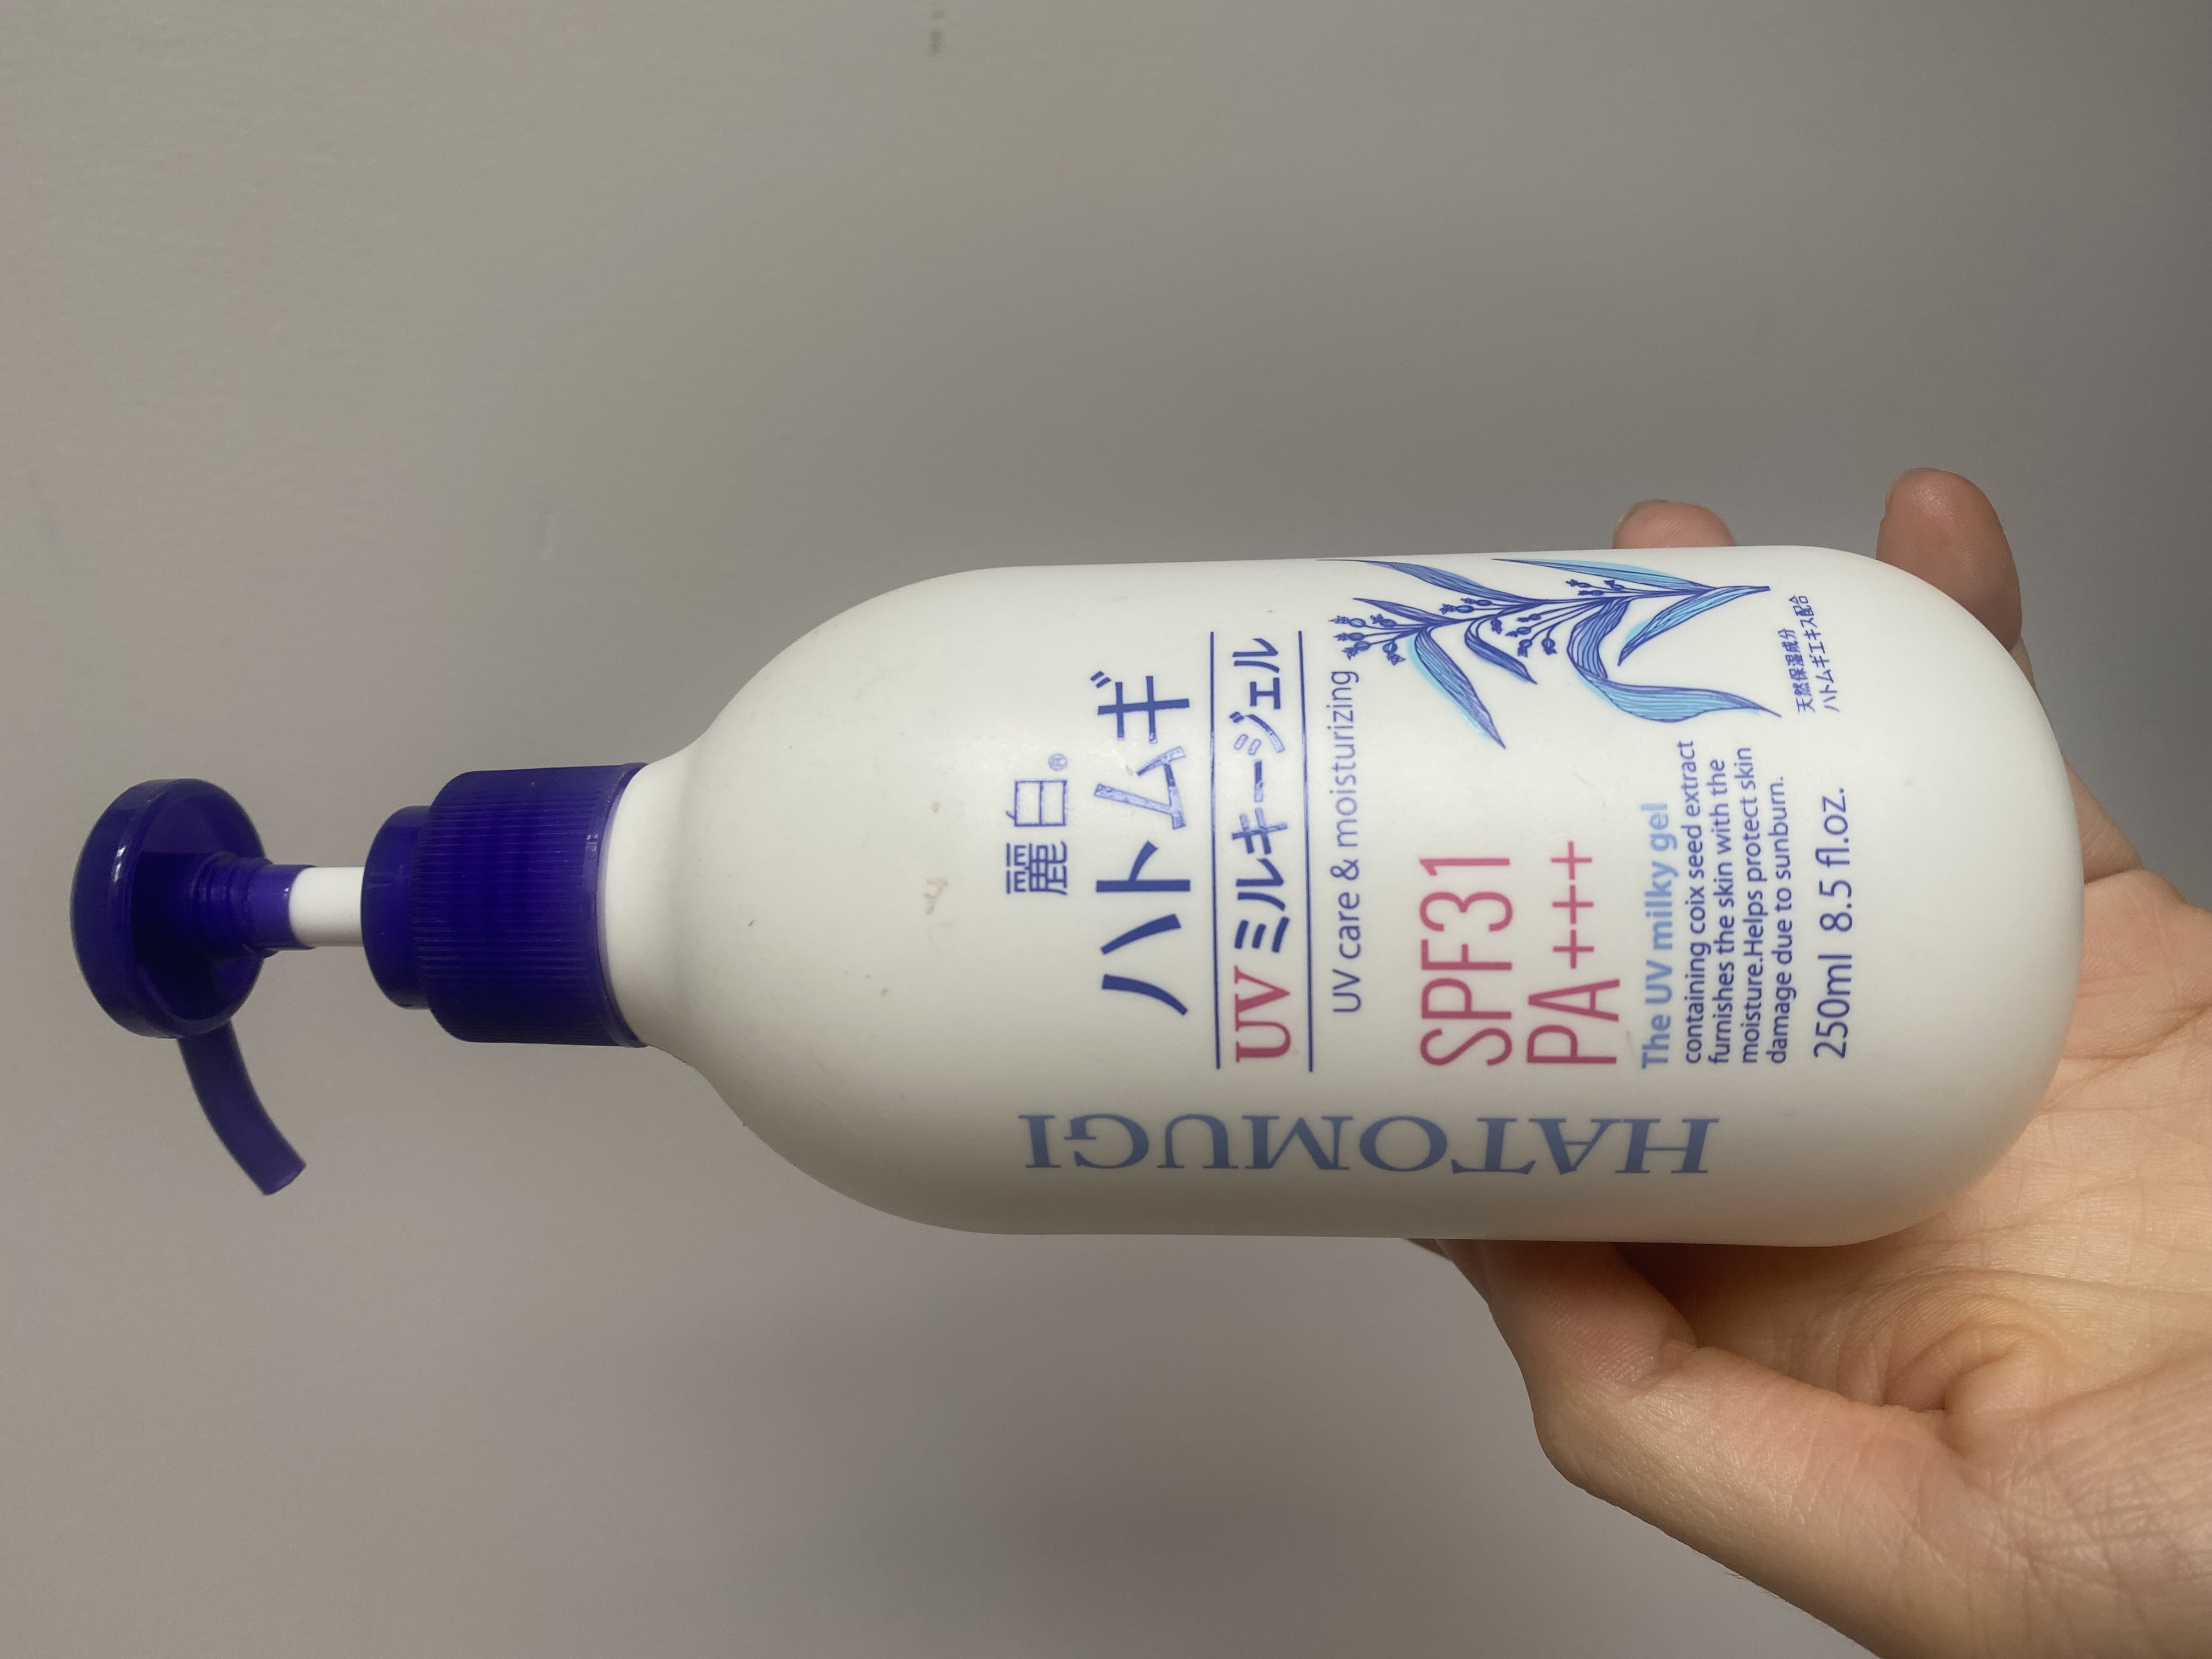 HATOMUGI
麗白®
ハトムギ
UVミルキージェル
UV care & moisturizing
SPF31
PA+++
The UV milky gel
containing coix seed extract
furnishes the skin with the
moisture.Helps protect skin
damage due to sunburn.
250ml 8.5 fl.oz.
天然保湿成分
ハトムギエキス配合